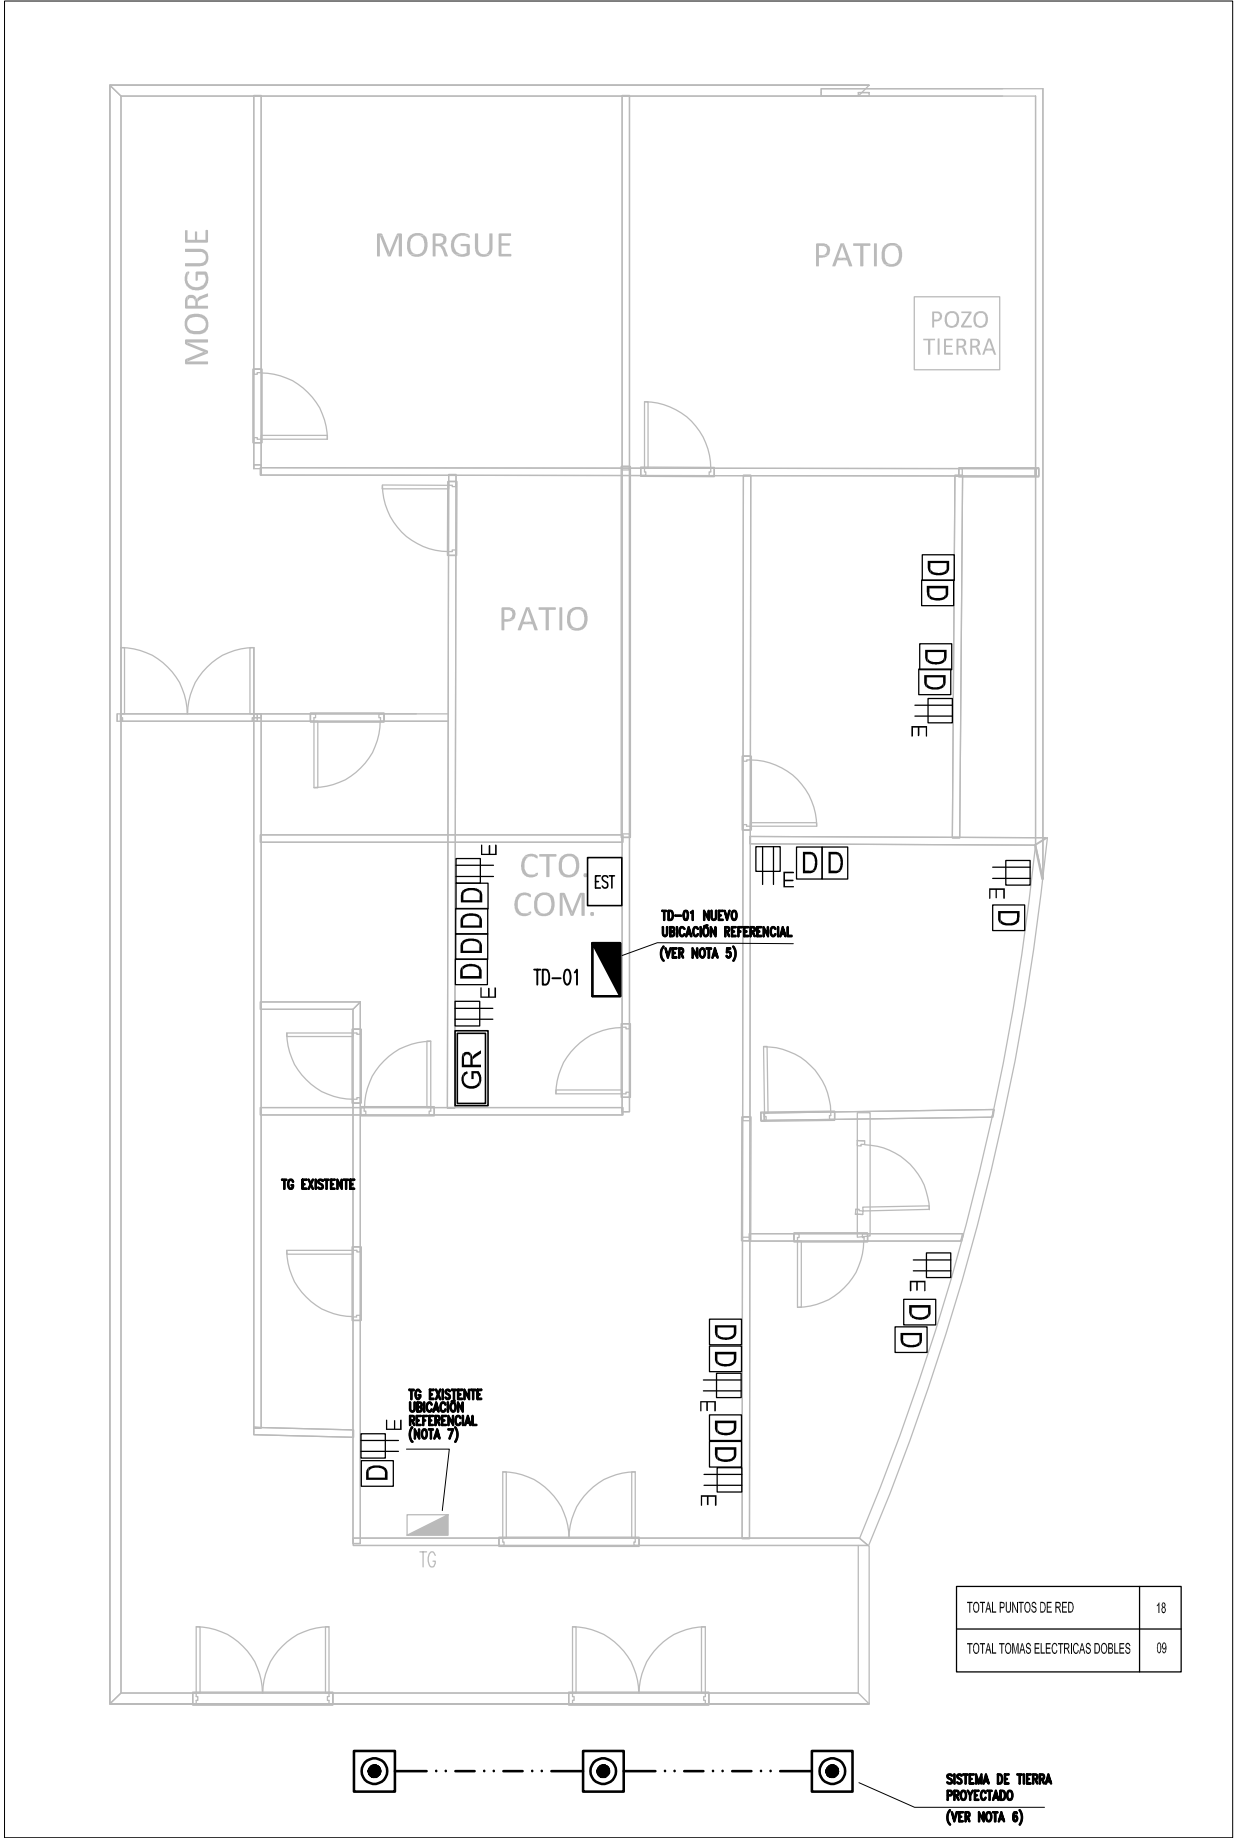 MORGUE
MORGUE
PATIO
POZO
TIERRA
PATIO
D
D
D
D
E
E
CTO.
COM.
EST
D
D
D
D
E
GR
TD-01
TD-01 NUEVO
UBICACIÓN REFERENCIAL
(VER NOTA 5)
E
D D
E
D
TG EXISTENTE
E
D
D
D
D
E
D
D
E
TG EXISTENTE
UBICACIÓN
REFERENCIAL
(NOTA 7)
E
D
TG
TOTAL PUNTOS DE RED 18
TOTAL TOMAS ELECTRICAS DOBLES 09
SISTEMA DE TIERRA
PROYECTADO
(VER NOTA 6)